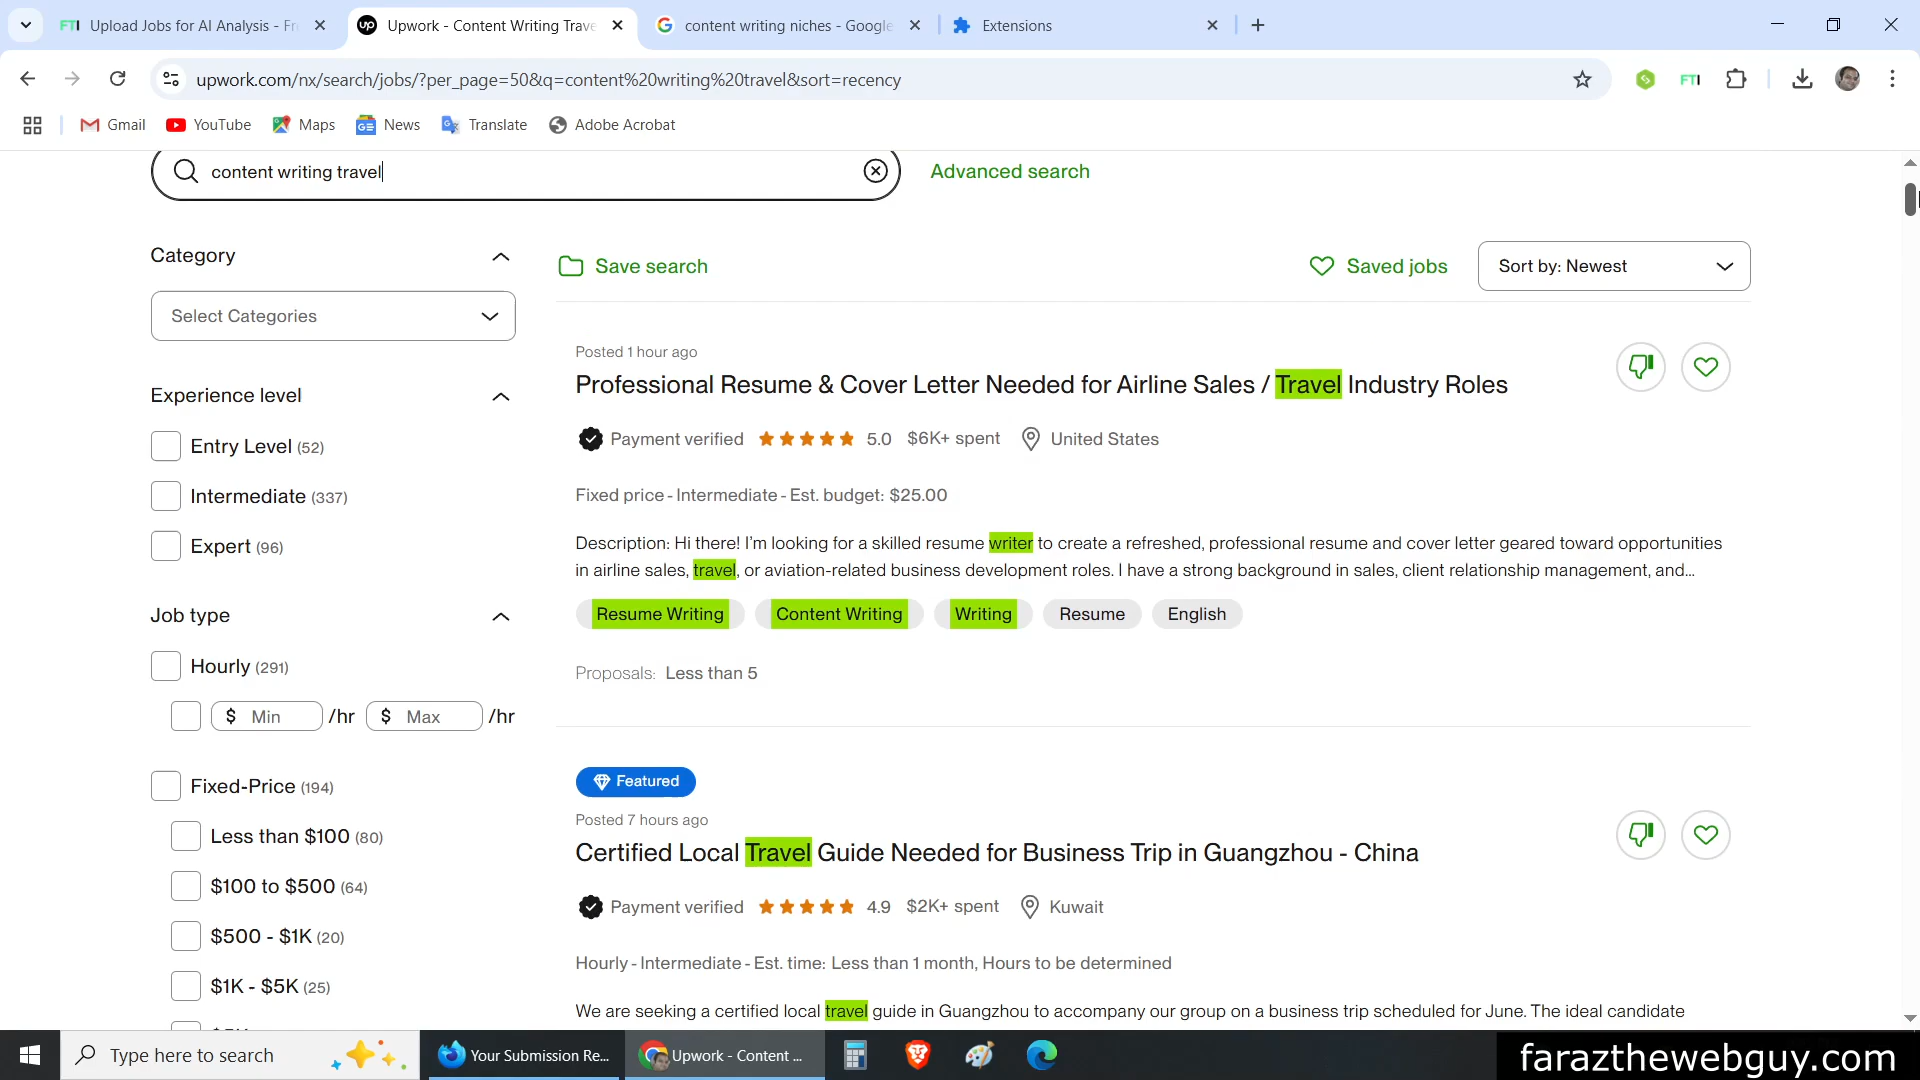 Upload Jobs for AI Analysis - Fr
Upwork - Content Writing Trave
content writing niches - Google
Extensions
upwork.com/nx/search/jobs/?per_page=50&q=content%20writing%20travel&sort=recency
FTI
Gmail
YouTube
Maps
News
Translate
Adobe Acrobat
content writing travel
Advanced search
Category
Select Categories
Experience level
Entry Level (52)
Intermediate (337)
Expert (96)
Job type
Hourly (291)
$ Min /hr $ Max /hr
Fixed-Price (194)
Less than $100 (80)
$100 to $500 (64)
$500 - $1K (20)
$1K - $5K (25)
Save search
Saved jobs
Sort by: Newest
Posted 1 hour ago
Professional Resume & Cover Letter Needed for Airline Sales / Travel Industry Roles
Payment verified 5.0 $6K+ spent United States
Fixed price - Intermediate - Est. budget: $25.00
Description: Hi there! I'm looking for a skilled resume writer to create a refreshed, professional resume and cover letter geared toward opportunities
in airline sales, travel, or aviation-related business development roles. I have a strong background in sales, client relationship management, and...
Resume Writing Content Writing Writing Resume English
Proposals: Less than 5
Featured
Posted 7 hours ago
Certified Local Travel Guide Needed for Business Trip in Guangzhou - China
Payment verified 4.9 $2K+ spent Kuwait
Hourly - Intermediate - Est. time: Less than 1 month, Hours to be determined
We are seeking a certified local travel guide in Guangzhou to accompany our group on a business trip scheduled for June. The ideal candidate
Type here to search
Your Submission Re...
Upwork - Content ...
farazthewebguy.com